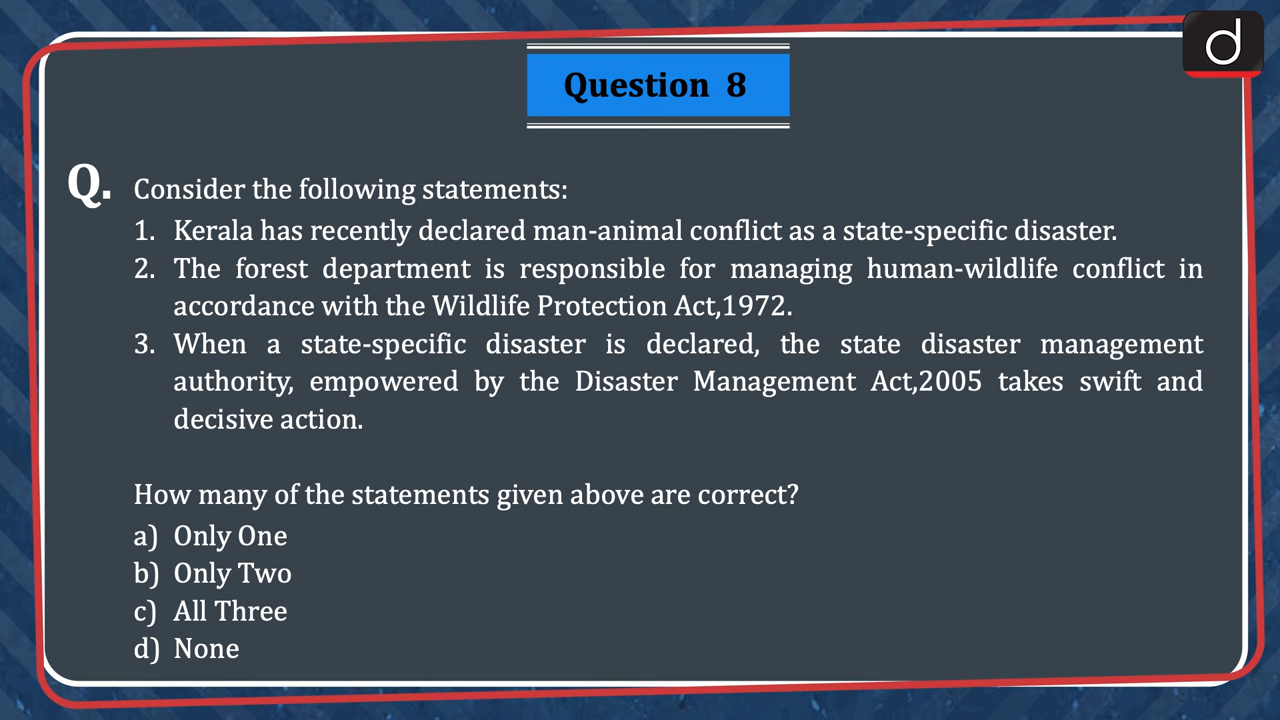 d
Question 8
Q. Consider the following statements:
1. Kerala has recently declared man-animal conflict as a state-specific disaster.
2. The forest department is responsible for managing human-wildlife conflict in
accordance with the Wildlife Protection Act,1972.
3. When a state-specific disaster is declared, the state disaster management
authority, empowered by the Disaster Management Act,2005 takes swift and
decisive action.
How many of the statements given above are correct?
a) Only One
b) Only Two
c) All Three
d) None